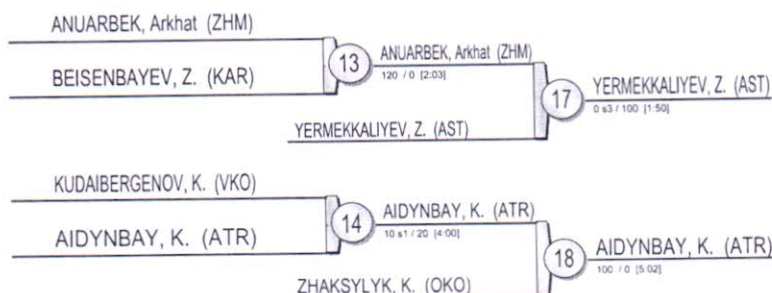 ANUARBEK, Arkhat (ZHM)
BEISENBAYEV, Z. (KAR)
13
ANUARBEK, Arkhat (ZHM)
120 / 0 [2:03]
YERMEKKALIYEV, Z. (AST)
17
YERMEKKALIYEV, Z. (AST)
0 s3 / 100 [1:50]
KUDAIBERGENOV, K. (VKO)
AIDYNBAY, K. (ATR)
14
AIDYNBAY, K. (ATR)
10 s1 / 20 [4:00]
ZHAKSYLYK, K. (OKO)
18
AIDYNBAY, K. (ATR)
100 / 0 [5:02]